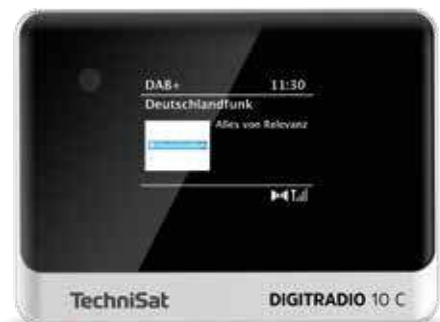 DAB+ 11:30
Deutschlandfunk
Alles von Relevanz
TechniSat DIGITRADIO 10 C